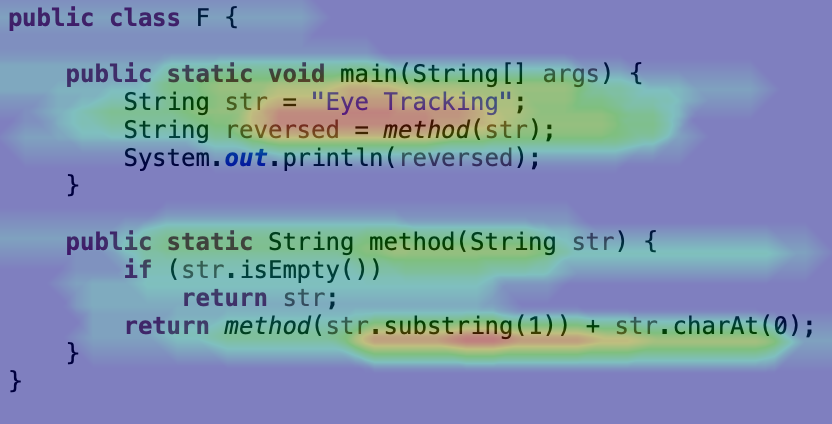 public class F {
    public static void main(String[] args) {
        String str = "Eye Tracking";
        String reversed = method(str);
        System.out.println(reversed);
    }
    public static String method(String str) {
        if (str.isEmpty())
            return str;
        return method(str.substring(1)) + str.charAt(0);
    }
}